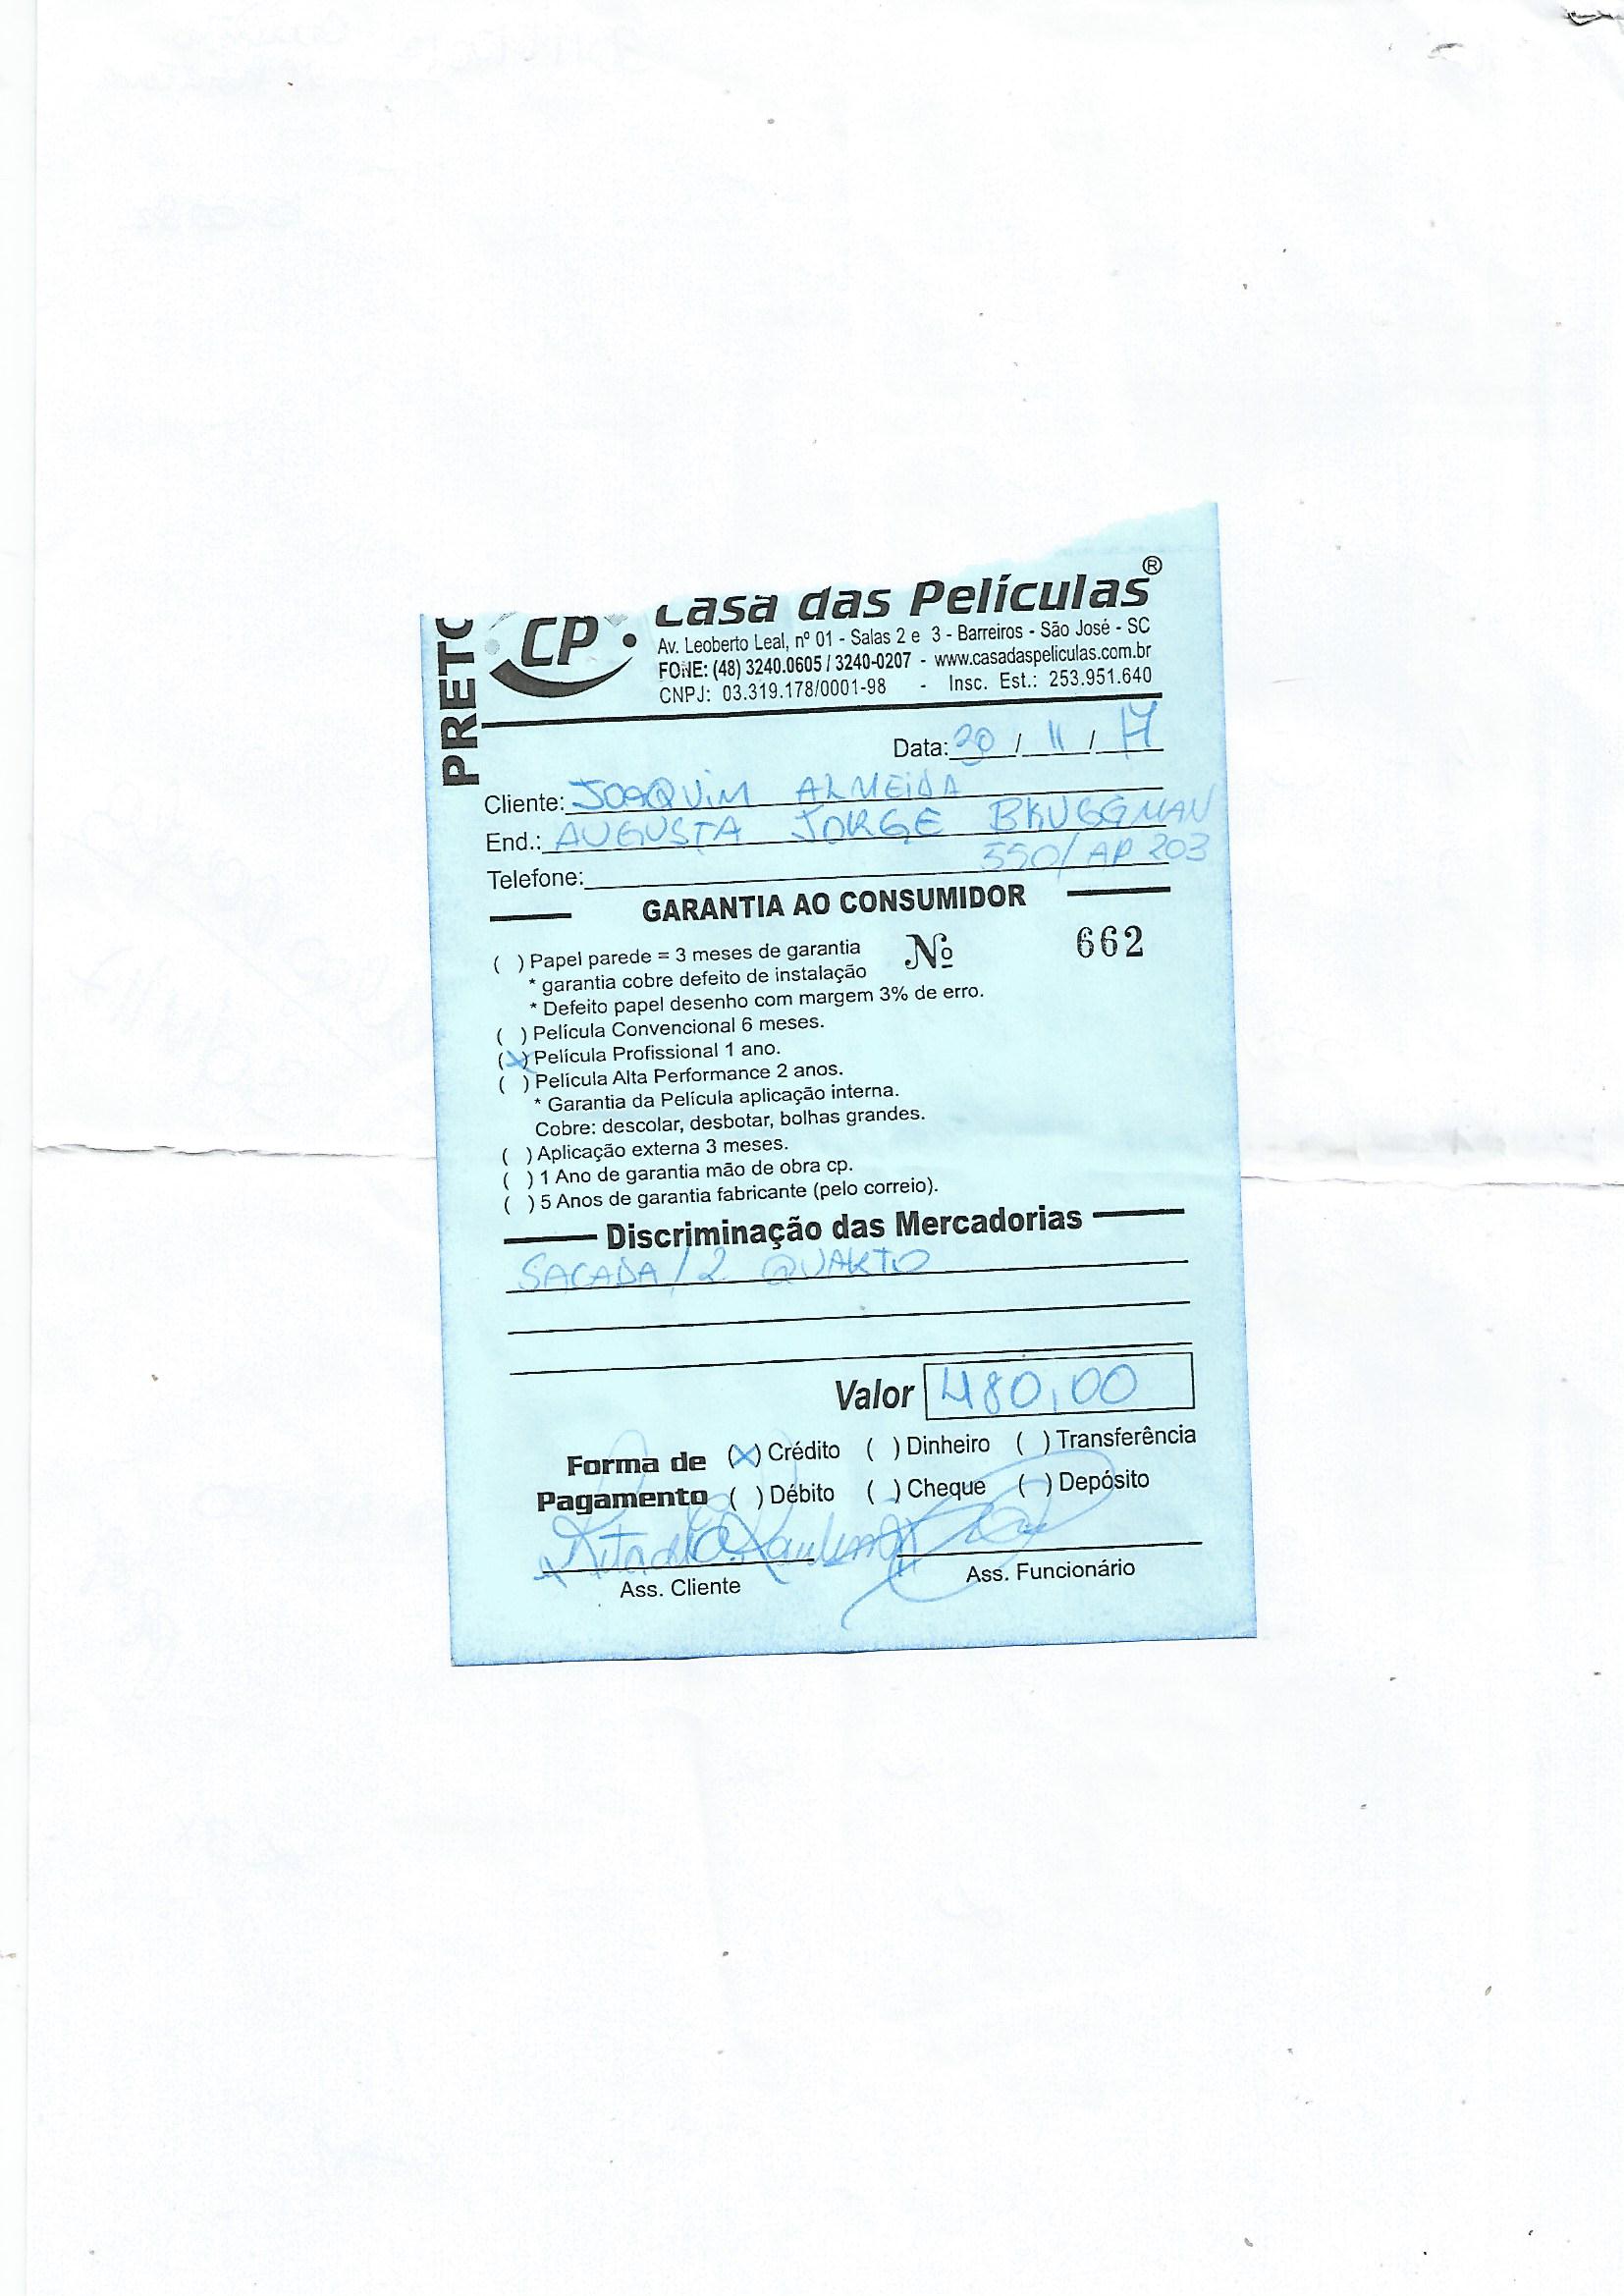 PRETO
CP
Casa das Películas®
Av. Leoberto Leal, nº 01 - Salas 2 e 3 - Barreiros - São José - SC
FONE: (48) 3240.0605 / 3240-0207 - www.casadaspeliculas.com.br
CNPJ: 03.319.178/0001-98 - Insc. Est.: 253.951.640
Data: 20 / 11 / 17
Cliente: JOAQUIM ALMEIDA
End.: AUGUSTA JORGE BRUGGMAN
550/AP 203
Telefone:
GARANTIA AO CONSUMIDOR
( ) Papel parede = 3 meses de garantia Nº 662
* garantia cobre defeito de instalação
* Defeito papel desenho com margem 3% de erro.
( ) Película Convencional 6 meses.
(X) Película Profissional 1 ano.
( ) Película Alta Performance 2 anos.
* Garantia da Película aplicação interna.
Cobre: descolar, desbotar, bolhas grandes.
( ) Aplicação externa 3 meses.
( ) 1 Ano de garantia mão de obra cp.
( ) 5 Anos de garantia fabricante (pelo correio).
Discriminação das Mercadorias
SACADA / 2 QUARTO
Valor 480,00
Forma de (X) Crédito ( ) Dinheiro ( ) Transferência
Pagamento ( ) Débito ( ) Cheque ( ) Depósito
Ass. Cliente Ass. Funcionário